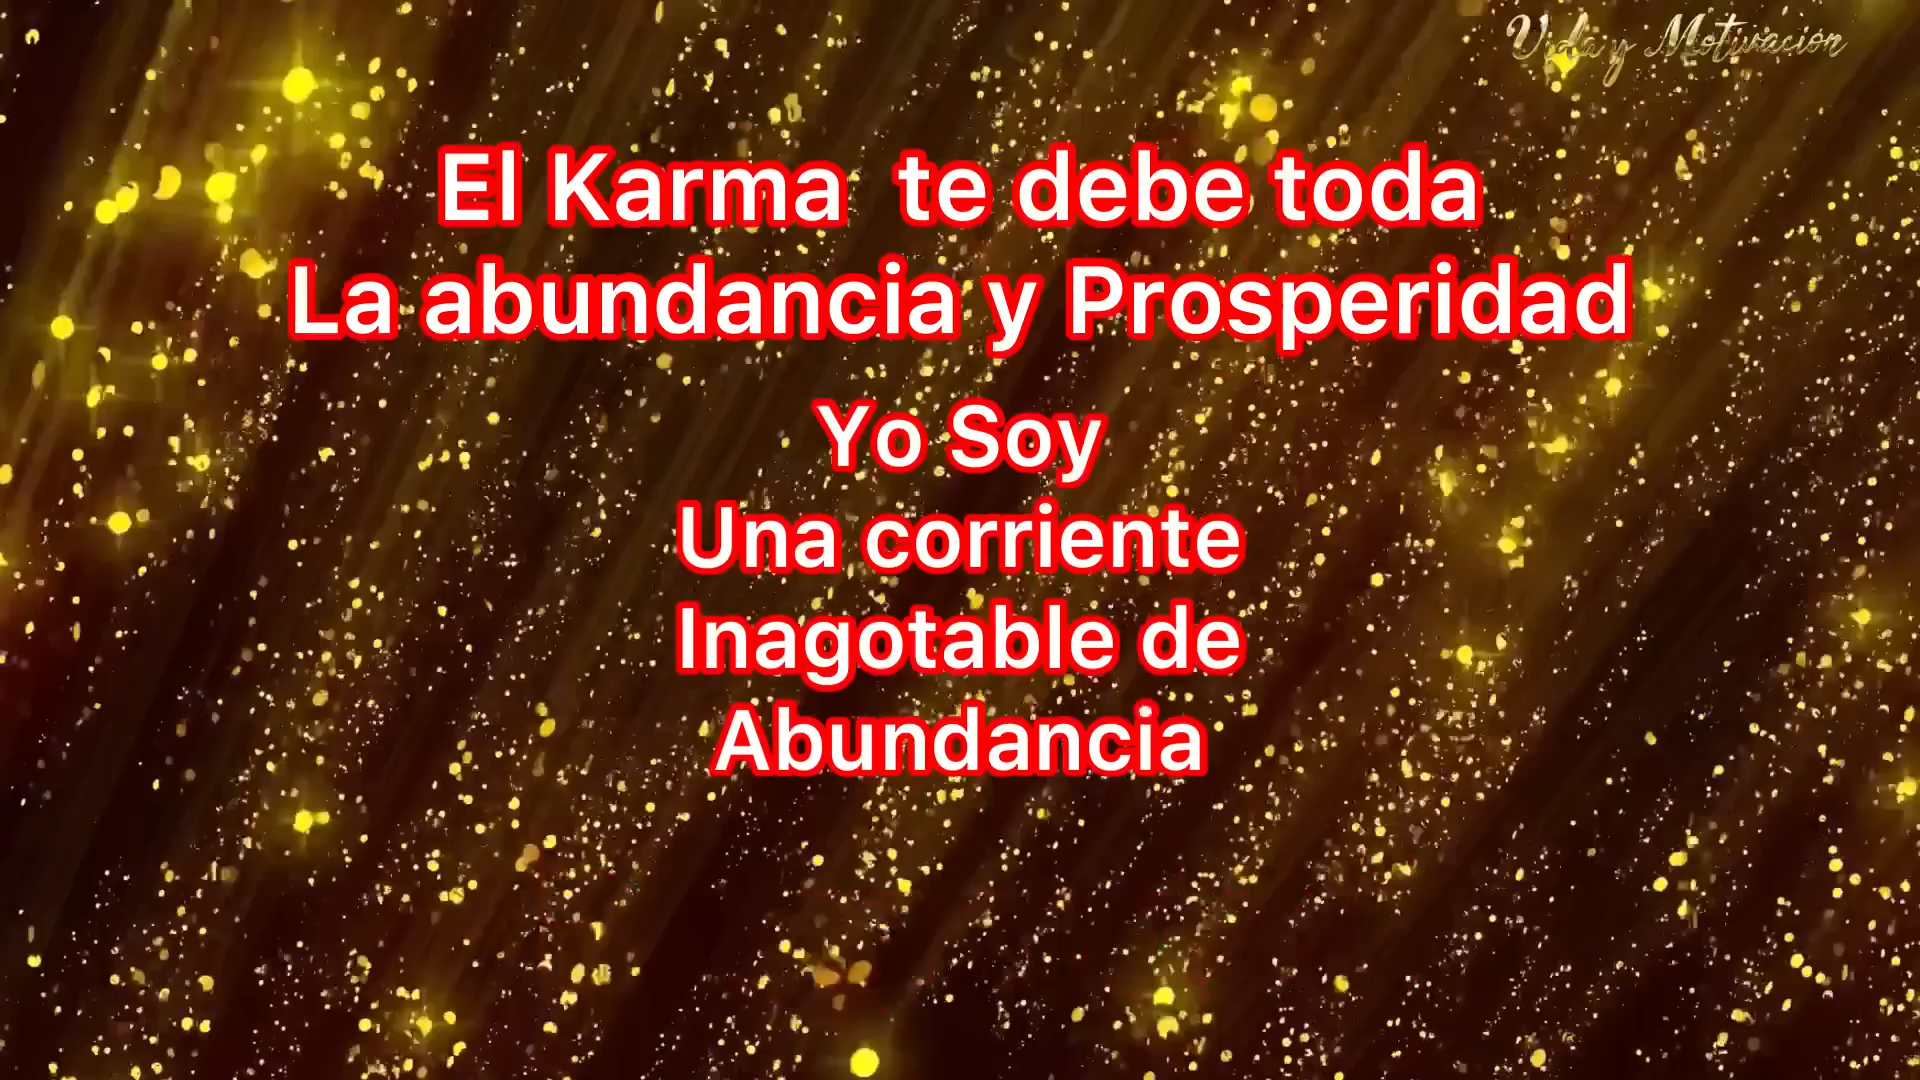 Vida y Motivación
El Karma te debe toda
La abundancia y Prosperidad
Yo Soy
Una corriente
Inagotable de
Abundancia